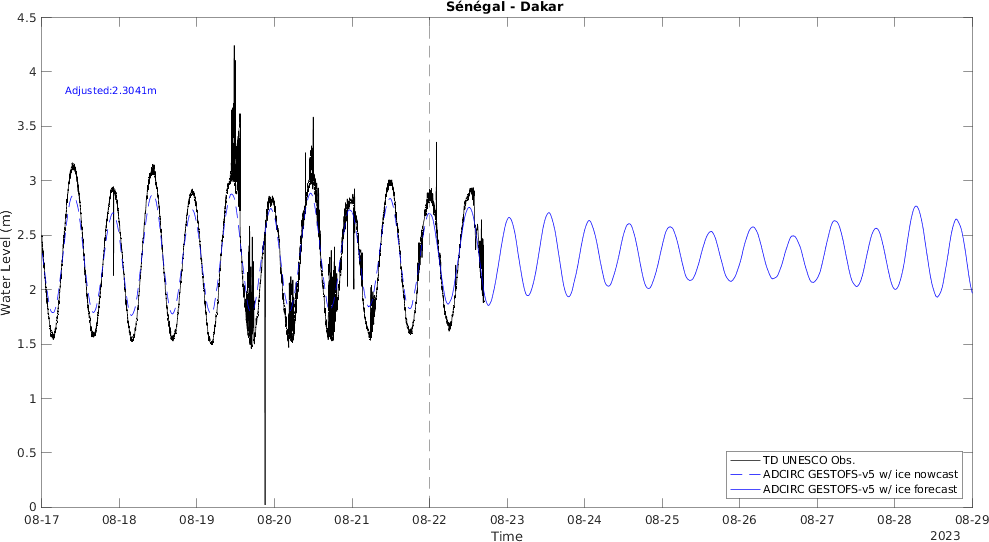 Sénégal - Dakar
4.5
4
3.5
3
2.5
2
1.5
1
0.5
0
Water Level (m)
Adjusted:2.3041m
TD UNESCO Obs.
ADCIRC GESTOFS-v5 w/ ice nowcast
ADCIRC GESTOFS-v5 w/ ice forecast
08-17 08-18 08-19 08-20 08-21 08-22 08-23 08-24 08-25 08-26 08-27 08-28 08-29
Time
2023